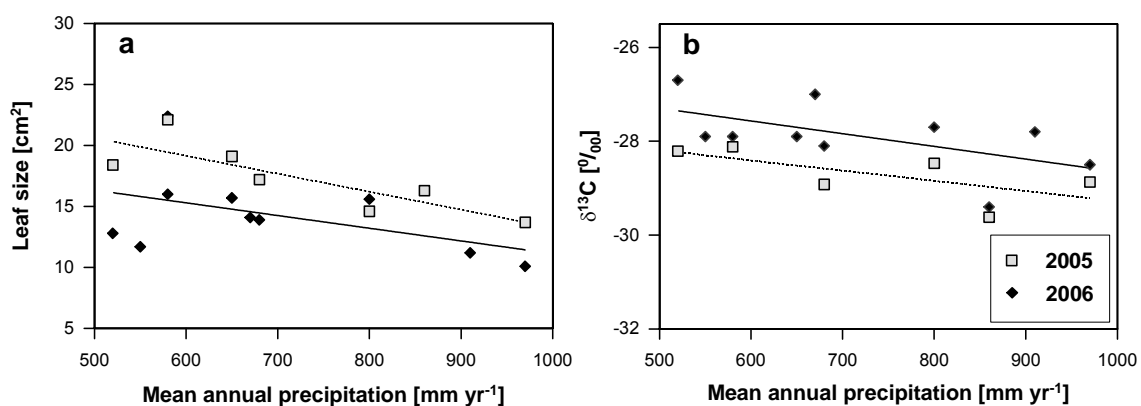 a
30
25
20
15
10
5
Leaf size [cm²]
500 600 700 800 900 1000
Mean annual precipitation [mm yr⁻¹]
b
-26
-28
-30
-32
δ¹³C [⁰/₀₀]
500 600 700 800 900 1000
Mean annual precipitation [mm yr⁻¹]
2005
2006